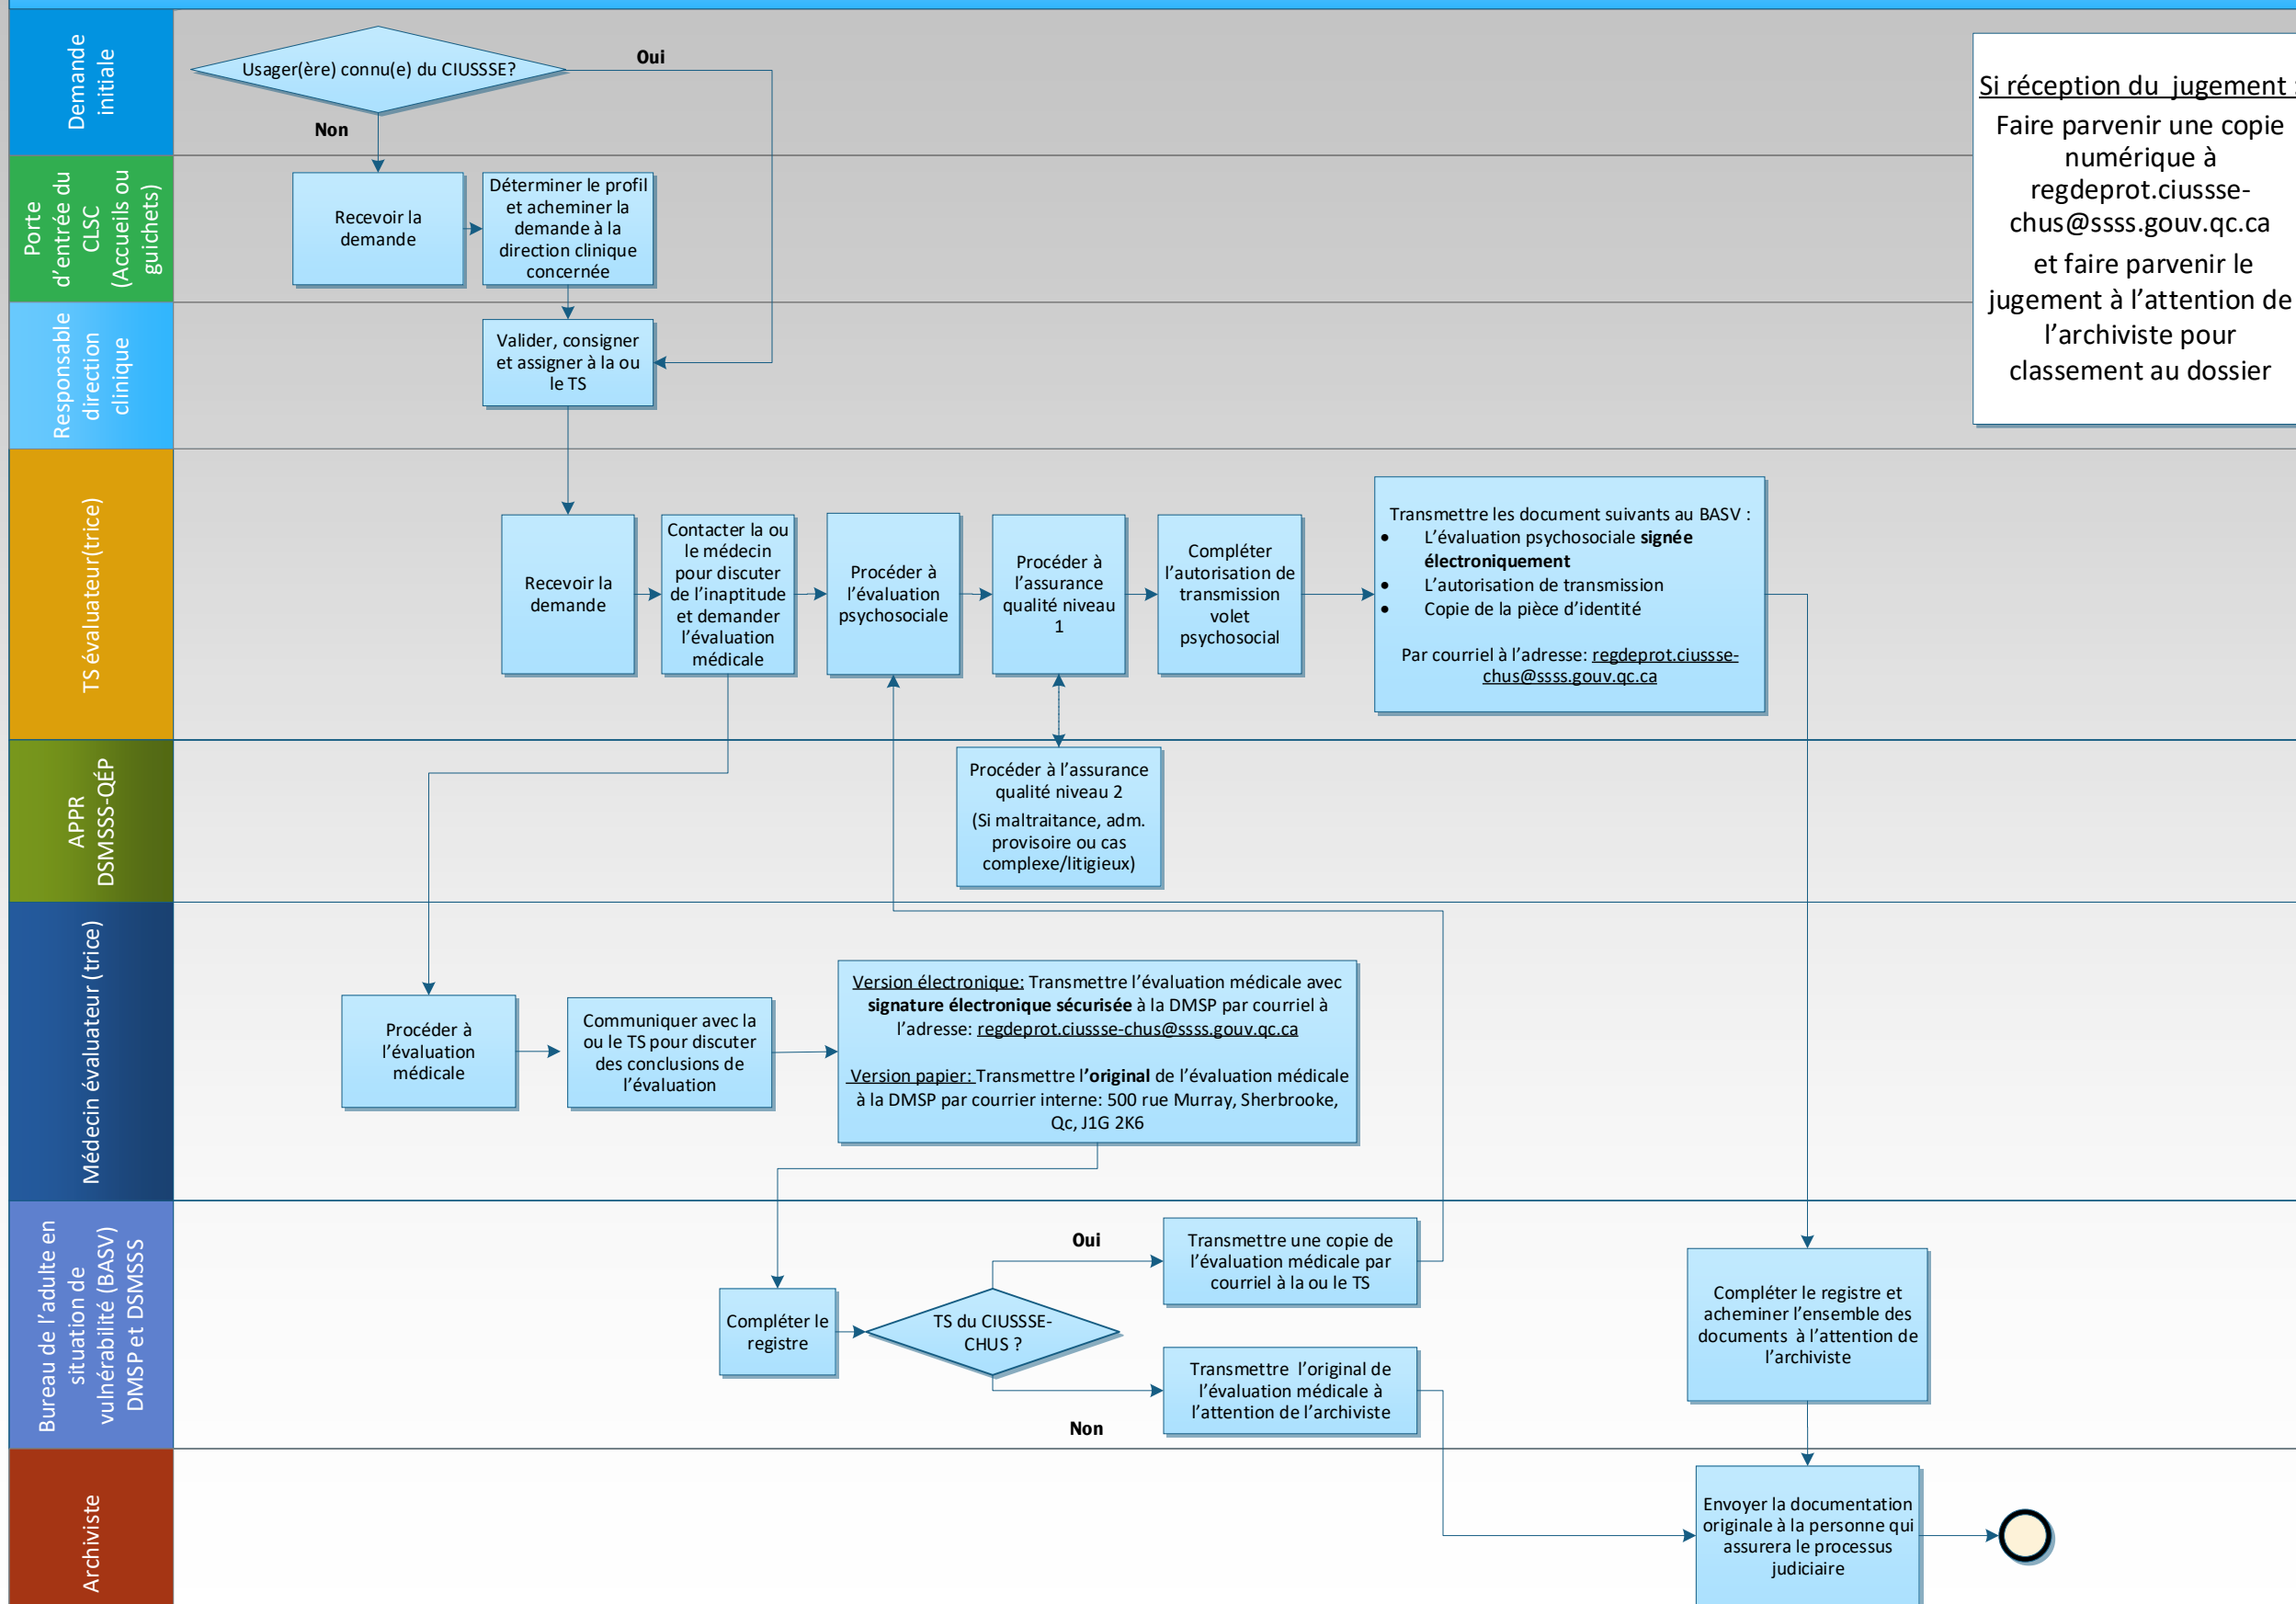 Demande
initiale
Usager(ère) connu(e) du CIUSSSE?
Oui
Non
Si réception du jugement :
Faire parvenir une copie
numérique à
regdeprot.ciussse-
chus@ssss.gouv.qc.ca
et faire parvenir le
jugement à l'attention de
l'archiviste pour
classement au dossier
Porte
d'entrée du
CLSC
(Accueils ou
guichets)
Recevoir la
demande
Déterminer le profil
et acheminer la
demande à la
direction clinique
concernée
Responsable
direction
clinique
Valider, consigner
et assigner à la ou
le TS
TS évaluateur(trice)
Recevoir la
demande
Contacter la ou
le médecin
pour discuter
de l'inaptitude
et demander
l'évaluation
médicale
Procéder à
l'évaluation
psychosociale
Procéder à
l'assurance
qualité niveau
1
Compléter
l'autorisation de
transmission
volet
psychosocial
Transmettre les document suivants au BASV :
• L'évaluation psychosociale signée
électroniquement
• L'autorisation de transmission
• Copie de la pièce d'identité
Par courriel à l'adresse: regdeprot.ciussse-
chus@ssss.gouv.qc.ca
APPR
DSMSSS-QÉP
Procéder à l'assurance
qualité niveau 2
(Si maltraitance, adm.
provisoire ou cas
complexe/litigieux)
Médecin évaluateur (trice)
Procéder à
l'évaluation
médicale
Communiquer avec la
ou le TS pour discuter
des conclusions de
l'évaluation
Version électronique: Transmettre l'évaluation médicale avec
signature électronique sécurisée à la DMSP par courriel à
l'adresse: regdeprot.ciussse-chus@ssss.gouv.qc.ca
Version papier: Transmettre l'original de l'évaluation médicale
à la DMSP par courrier interne: 500 rue Murray, Sherbrooke,
Qc, J1G 2K6
Bureau de l'adulte en
situation de
vulnérabilité (BASV)
DMSP et DSMSSS
Compléter le
registre
TS du CIUSSSE-
CHUS ?
Oui
Transmettre une copie de
l'évaluation médicale par
courriel à la ou le TS
Non
Transmettre l'original de
l'évaluation médicale à
l'attention de l'archiviste
Compléter le registre et
acheminer l'ensemble des
documents à l'attention de
l'archiviste
Archiviste
Envoyer la documentation
originale à la personne qui
assurera le processus
judiciaire